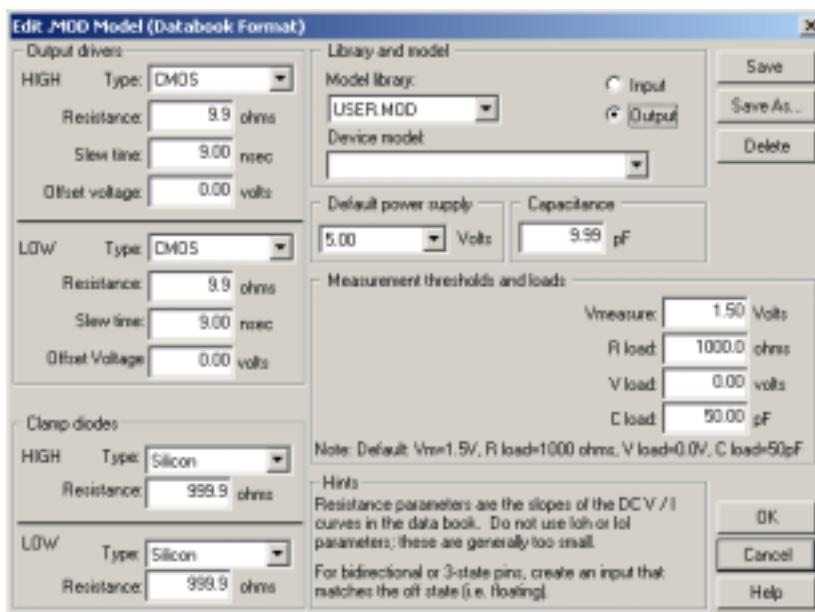 Edit .MOD Model (Databook Format)
Output drivers
HIGH Type: CMOS
Resistance: 9.9 ohms
Slew time: 9.00 nsec
Offset voltage: 0.00 volts
LOW Type: CMOS
Resistance: 9.9 ohms
Slew time: 9.00 nsec
Offset Voltage 0.00 volts
Clamp diodes
HIGH Type: Silicon
Resistance: 999.9 ohms
LOW
Type: Silicon
Resistance: 999.9 ohms
Library and model
Model library:
USER.MOD
Input
Output
Device model:
Default power supply
5.00 Volts
Capacitance
9.99 pF
Measurement thresholds and loads
Vmeasure: 1.50 Volts
R load: 1000.0 ohms
V load: 0.00 volts
C load: 50.00 pF
Note: Default: Vm=1.5V, R load=1000 ohms, V load=0.0V, C load=50pF
Hints
Resistance parameters are the slopes of the DC V / I
curves in the data book. Do not use Ioh or Iol
parameters; these are generally too small.
For bidirectional or 3-state pins, create an input that
matches the off state (i.e. floating).
Save
Save As...
Delete
OK
Cancel
Help